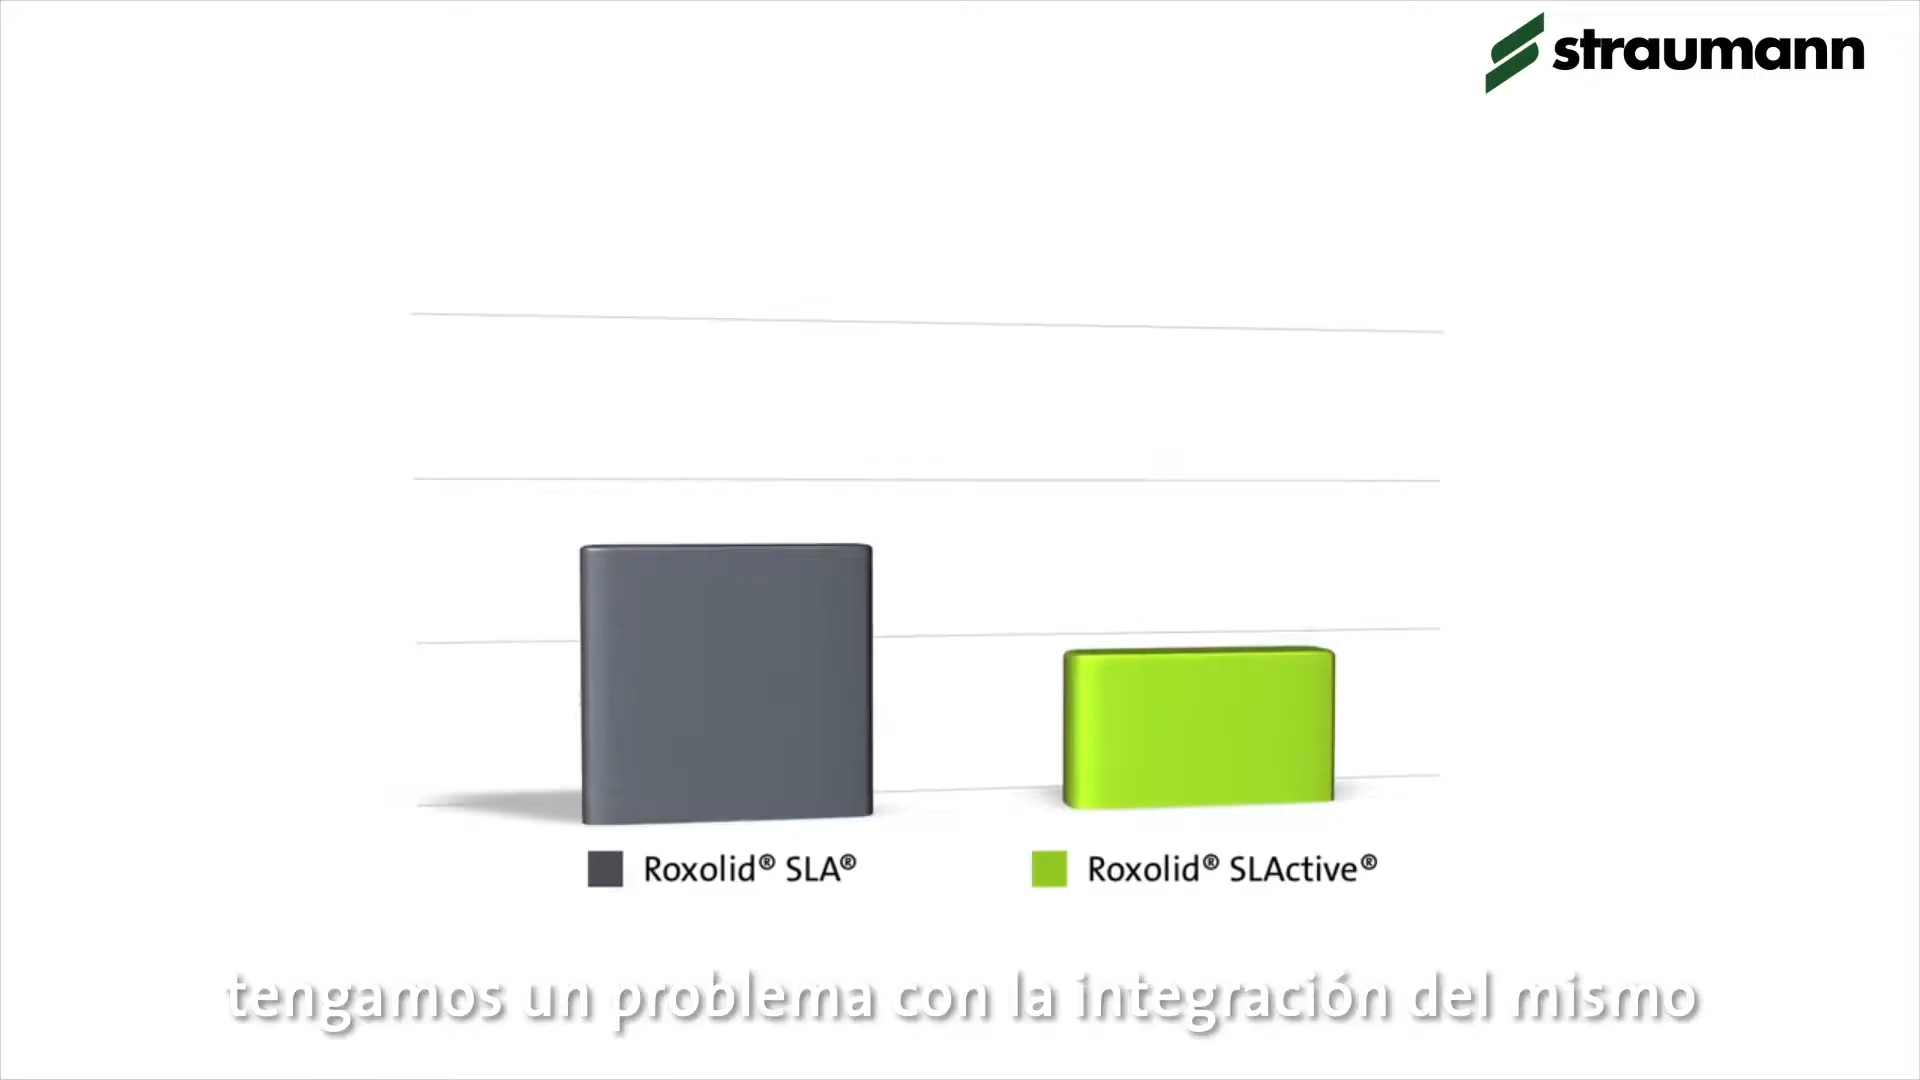 straumann
Roxolid® SLA®
Roxolid® SLActive®
tengamos un problema con la integración del mismo